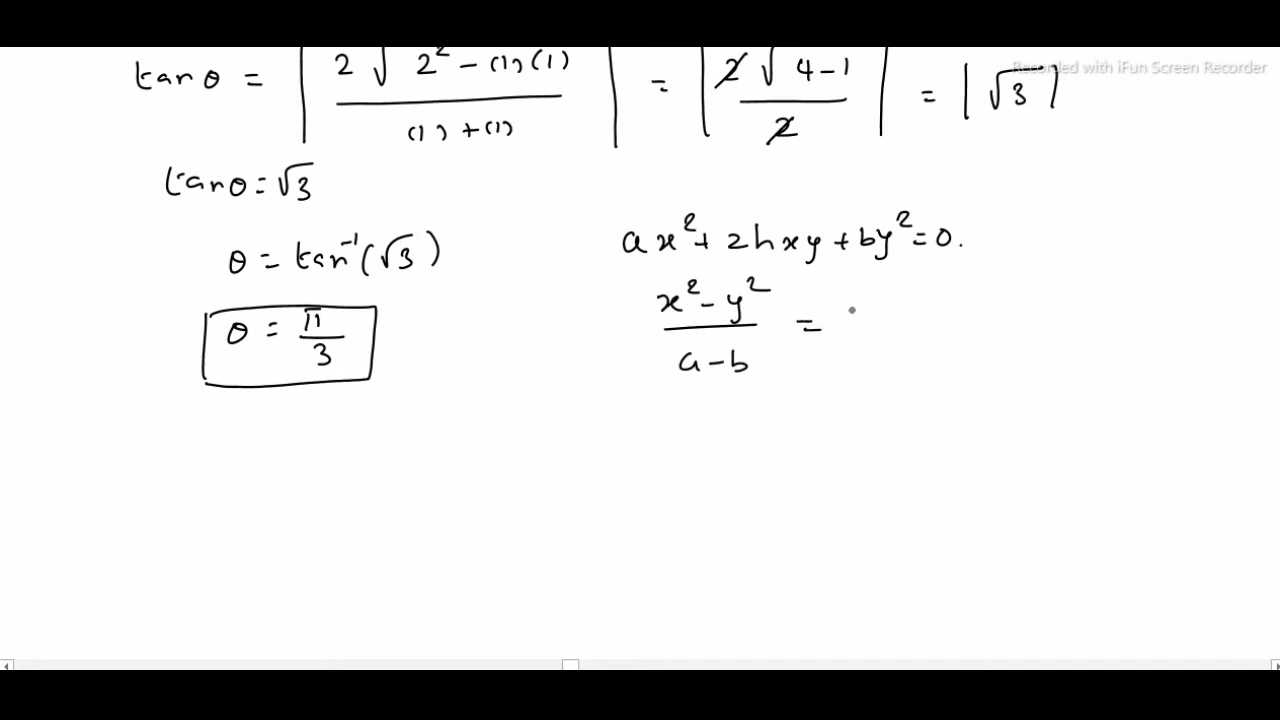 tanθ = | 2√2² - (1)(1) / (1) + (1) | = | 2√4-1 / 2 | = |√3|
Recorded with iFun Screen Recorder
tanθ = √3
θ = tan⁻¹(√3)
θ = π/3
ax² + 2hxy + by² = 0.
x² - y² / a - b =